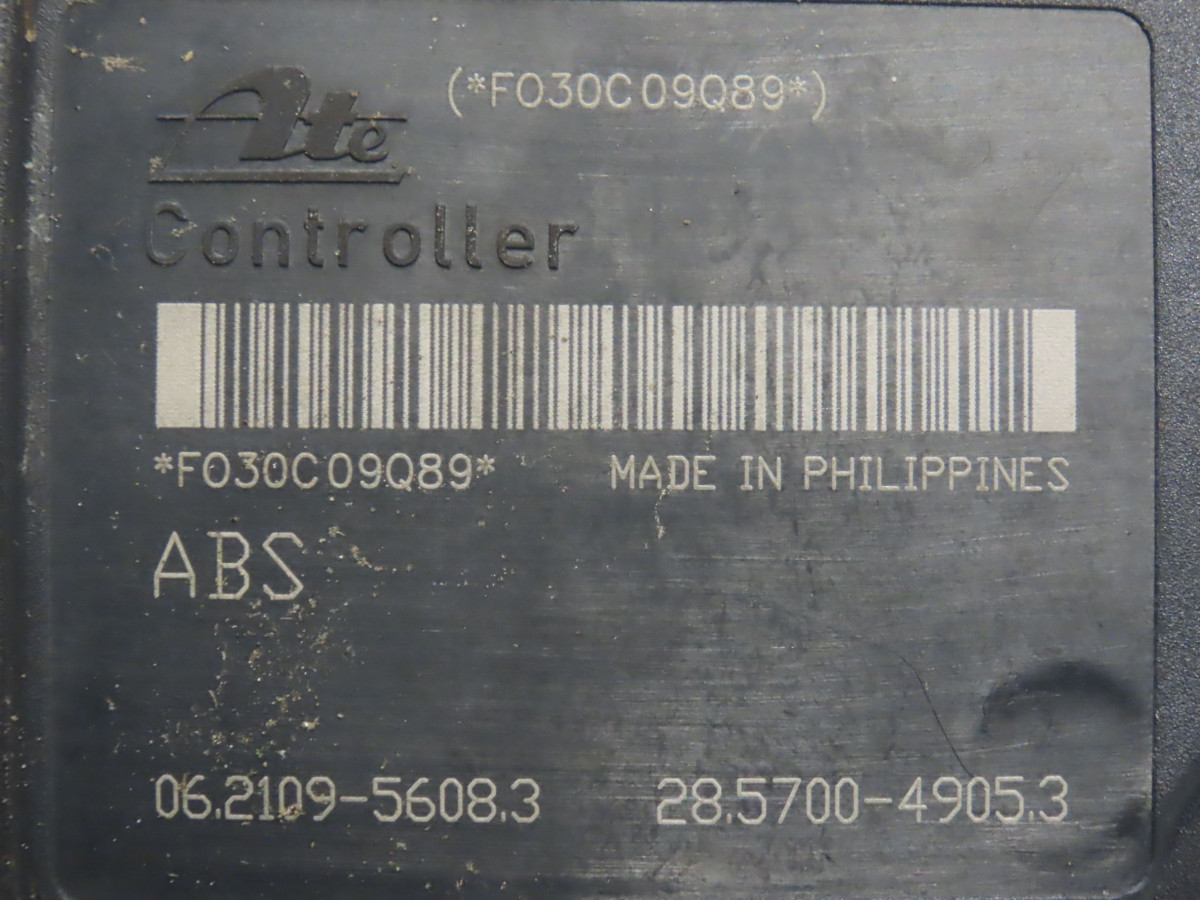 Ate
(*F030C09Q89*)
Controller
*F030C09Q89* MADE IN PHILIPPINES
ABS
06.2109-5608.3 28.5700-4905.3